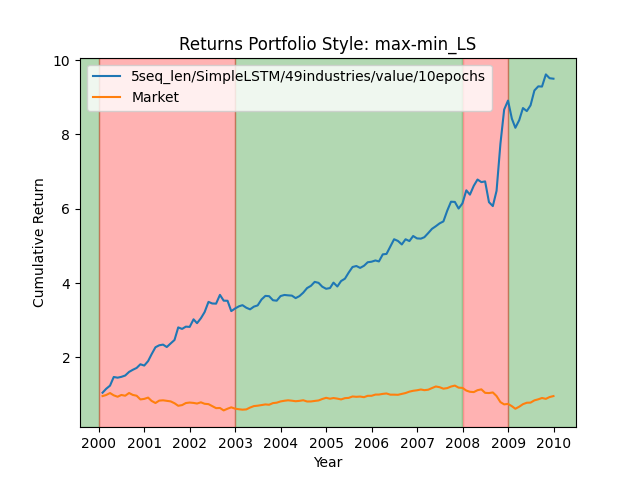 Returns Portfolio Style: max-min_LS
5seq_len/SimpleLSTM/49industries/value/10epochs
Market
10
8
6
4
2
Cumulative Return
2000 2001 2002 2003 2004 2005 2006 2007 2008 2009 2010
Year